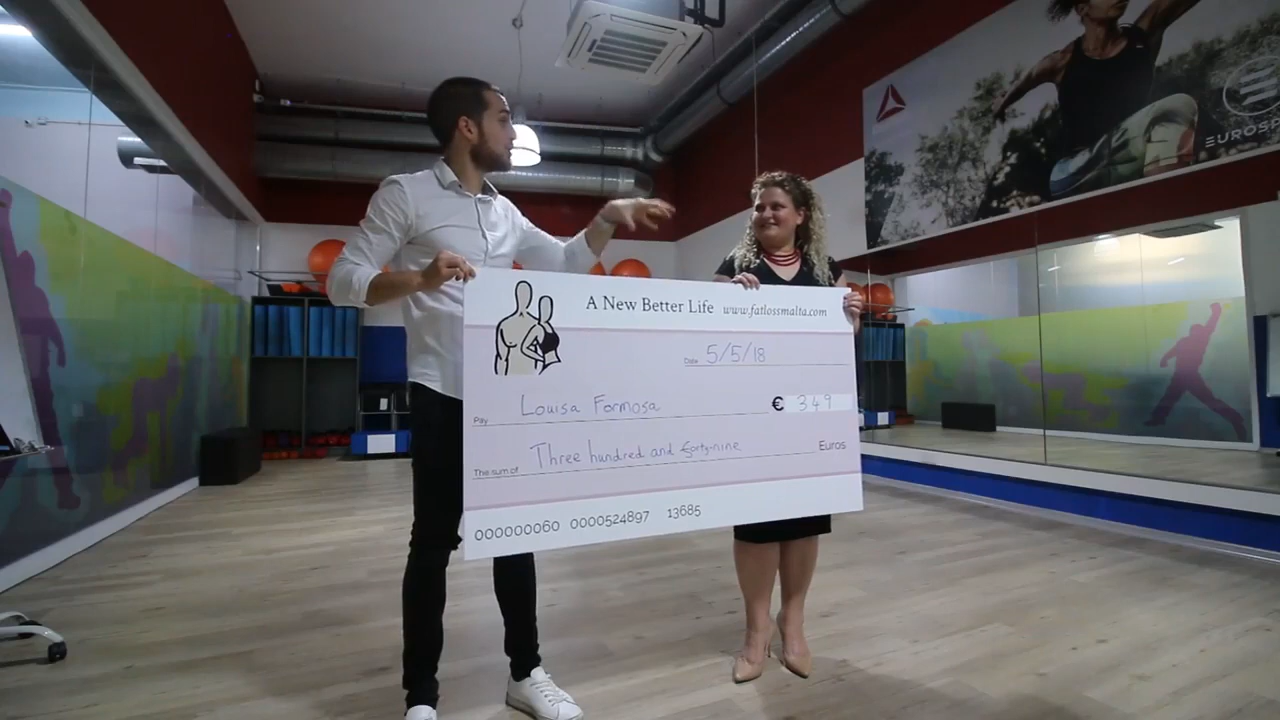 A New Better Life www.fatlossmalta.com
Date 5/5/18
Pay Louisa Formosa € 349
The sum of Three hundred and forty-nine Euros
000000060 0000524897 13685